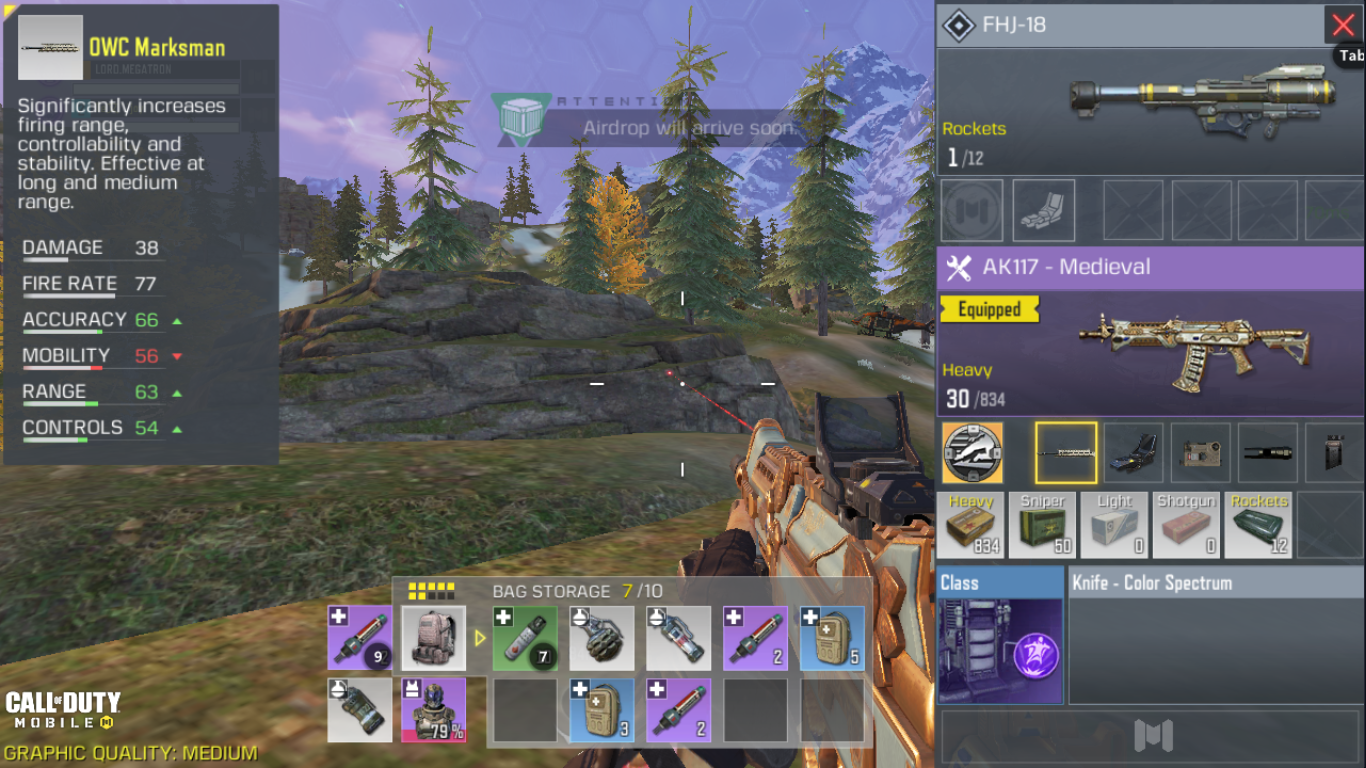 OWC Marksman
LORD MEGATRON
Significantly increases
firing range,
controllability and
stability. Effective at
long and medium
range.
DAMAGE 38
FIRE RATE 77
ACCURACY 66
MOBILITY 56
RANGE 63
CONTROLS 54
ATTENTI
Airdrop will arrive soon.
FHJ-18
Tab
Rockets
1/12
AK117 - Medieval
Equipped
Heavy
30/834
Heavy Sniper Light Shotgun Rockets
834 50 0 0 12
Class
Knife - Color Spectrum
BAG STORAGE 7/10
7 2 5
79%
3 2
CALL OF DUTY
MOBILE
GRAPHIC QUALITY: MEDIUM